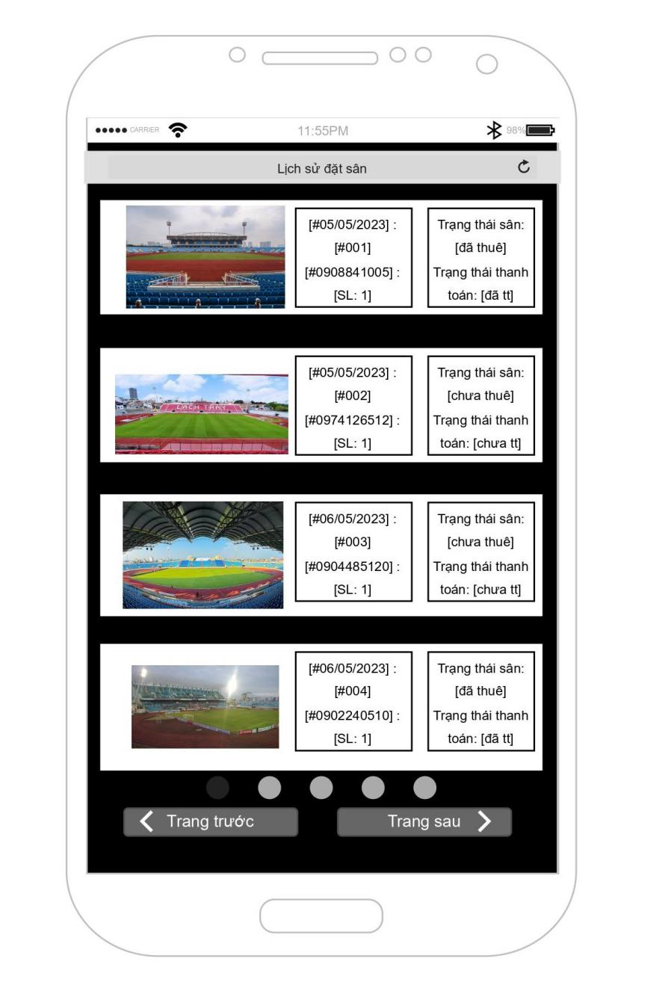 CARRIER 11:55PM 98%
Lịch sử đặt sân
[#05/05/2023] :
[#001]
[#0908841005] :
[SL: 1]
Trạng thái sân:
[đã thuê]
Trạng thái thanh
toán: [đã tt]
LẠCH TRAY
[#05/05/2023] :
[#002]
[#0974126512] :
[SL: 1]
Trạng thái sân:
[chưa thuê]
Trạng thái thanh
toán: [chưa tt]
[#06/05/2023] :
[#003]
[#0904485120] :
[SL: 1]
Trạng thái sân:
[chưa thuê]
Trạng thái thanh
toán: [chưa tt]
[#06/05/2023] :
[#004]
[#0902240510] :
[SL: 1]
Trạng thái sân:
[đã thuê]
Trạng thái thanh
toán: [đã tt]
Trang trước
Trang sau